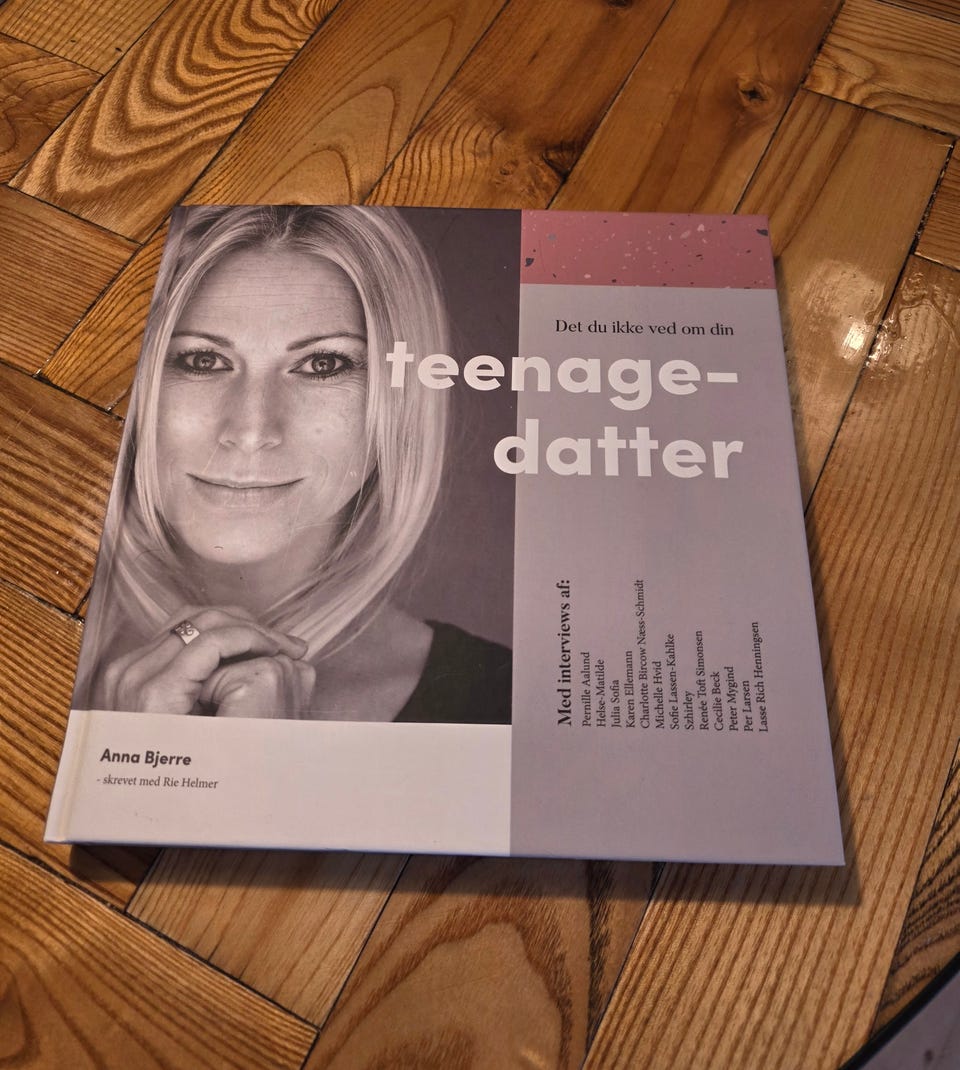 Det du ikke ved om din
teenage-
datter
Med interviews af:
Pernille Aalund
Helse-Matilde
Julia Sofia
Karen Ellemann
Charlotte Bircow Næss-Schmidt
Michelle Hvid
Sofie Lassen-Kahlke
Szhirley
Renée Toft Simonsen
Cecilie Beck
Peter Mygind
Per Larsen
Lasse Rich Henningsen
Anna Bjerre
- skrevet med Rie Helmer